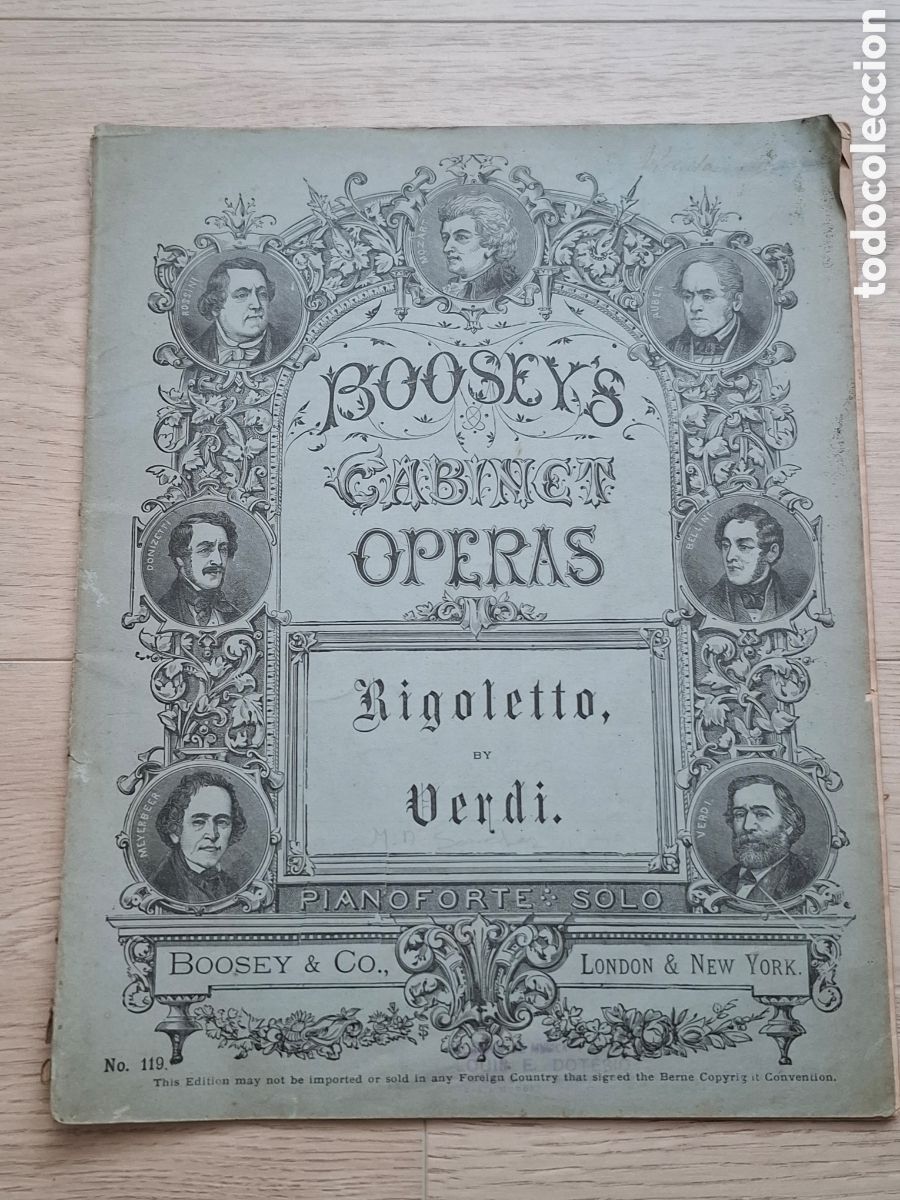 MOZART
ROSSINI
AUBER
BOOSEY'S
CABINET
OPERAS
DONIZETTI
BELLINI
Rigoletto,
BY
Verdi.
MEYERBEER
VERDI.
PIANOFORTE SOLO
BOOSEY & CO., LONDON & NEW YORK.
No. 119.
E. DOTES
This Edition may not be imported or sold in any Foreign Country that signed the Berne Copyright Convention.
todocoleccion